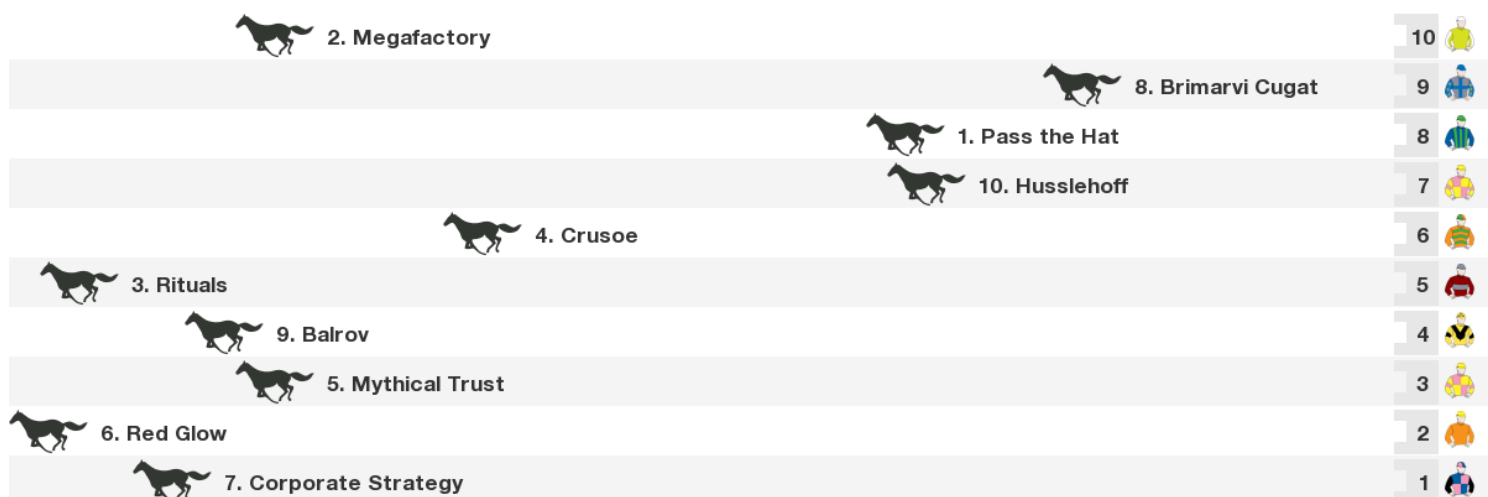 2. Megafactory 10
8. Brimarvi Cugat 9
1. Pass the Hat 8
10. Husslehoff 7
4. Crusoe 6
3. Rituals 5
9. Balrov 4
5. Mythical Trust 3
6. Red Glow 2
7. Corporate Strategy 1